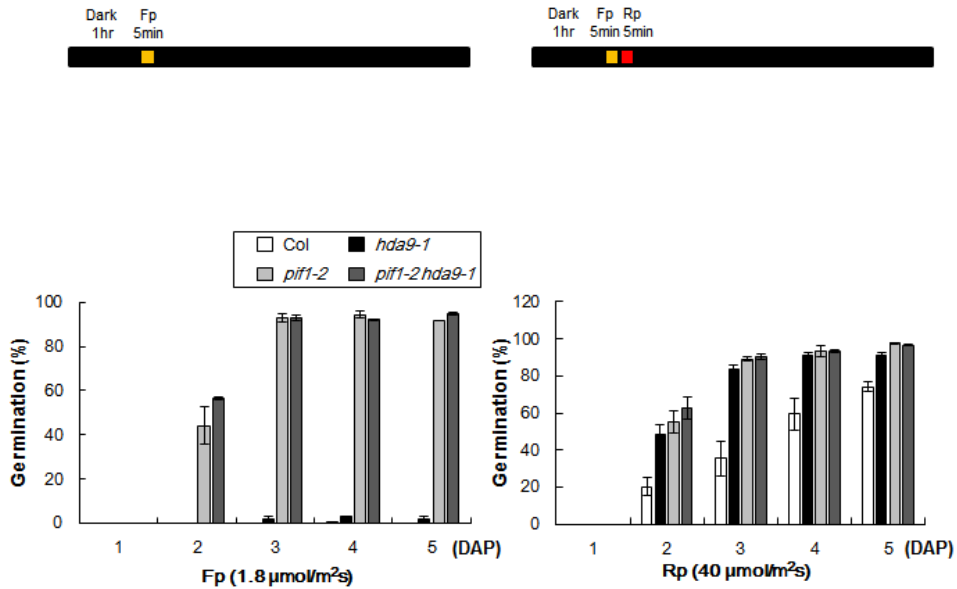 Dark Fp
1hr 5min
Dark Fp Rp
1hr 5min 5min
Col hda9-1
pif1-2 pif1-2 hda9-1
Germination (%)
100
80
60
40
20
0
1 2 3 4 5 (DAP)
Fp (1.8 µmol/m²s)
Germination (%)
120
100
80
60
40
20
0
1 2 3 4 5 (DAP)
Rp (40 µmol/m²s)